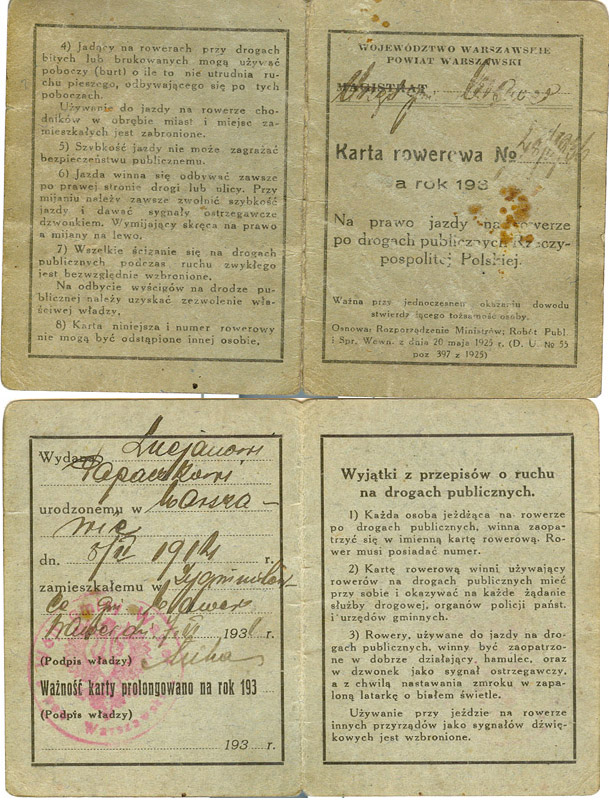 4) Jadący na rowerach przy drogach
bitych lub brukowanych mogą używać
poboczy (burt) o ile to nie utrudnia ru-
chu pieszego, odbywającego się po tych
poboczach.
Używanie do jazdy na rowerze cho-
dników w obrębie miast i miejsc za-
mieszkałych jest zabronione.
5) Szybkość jazdy nie może zagrażać
bezpieczeństwu publicznemu.
6) Jazda winna się odbywać zawsze
po prawej stronie drogi lub ulicy. Przy
mijaniu należy zawsze zwolnić szybkość
jazdy i dawać sygnały ostrzegawcze
dzwonkiem. Wymijający skręca na prawo
a mijany na lewo.
7) Wszelkie ściganie się na drogach
publicznych podczas ruchu zwykłego
jest bezwzględnie wzbronione.
Na odbycie wyścigów na drodze pu-
blicznej należy uzyskać zezwolenie wła-
ściwej władzy.
8) Karta niniejsza i numer rowerowy
nie mogą być odstąpione innej osobie.
WOJEWÓDZTWO WARSZAWSKIE
POWIAT WARSZAWSKI
MAGISTRAT
Karta rowerowa №
a rok 193
Na prawo jazdy na rowerze
po drogach publicznych Rzeczy-
pospolitej Polskiej.
Ważna przy jednoczesnem okazaniu dowodu
stwierdzającego tożsamość osoby.
Osnowa: Rozporządzenie Ministrów: Robót Publ.
i Spr. Wewn. z dnia 20 maja 1925 r. (D. U. № 55
poz 397 z 1925)
Wydano Lucjanowi
urodzonemu w Warsza-
wie
dn. 1912 r.
zamieszkałemu w
193 r.
(Podpis władzy)
Ważność karty prolongowano na rok 193
(Podpis władzy)
193 r.
Wyjątki z przepisów o ruchu
na drogach publicznych.
1) Każda osoba jeżdżąca na rowerze
po drogach publicznych, winna zaopa-
trzyć się w imienną kartę rowerową. Ro-
wer musi posiadać numer.
2) Kartę rowerową winni używający
rowerów na drogach publicznych mieć
przy sobie i okazywać na każde żądanie
służby drogowej, organów policji państ.
i urzędów gminnych.
3) Rowery, używane do jazdy na dro-
gach publicznych, winny być zaopatrzo-
ne w dobrze działający, hamulec, oraz
w dzwonek jako sygnał ostrzegawczy,
a z chwilą nastawania zmroku w zapa-
loną latarkę o białem świetle.
Używanie przy jeździe na rowerze
innych przyrządów jako sygnałów dźwię-
kowych jest wzbronione.